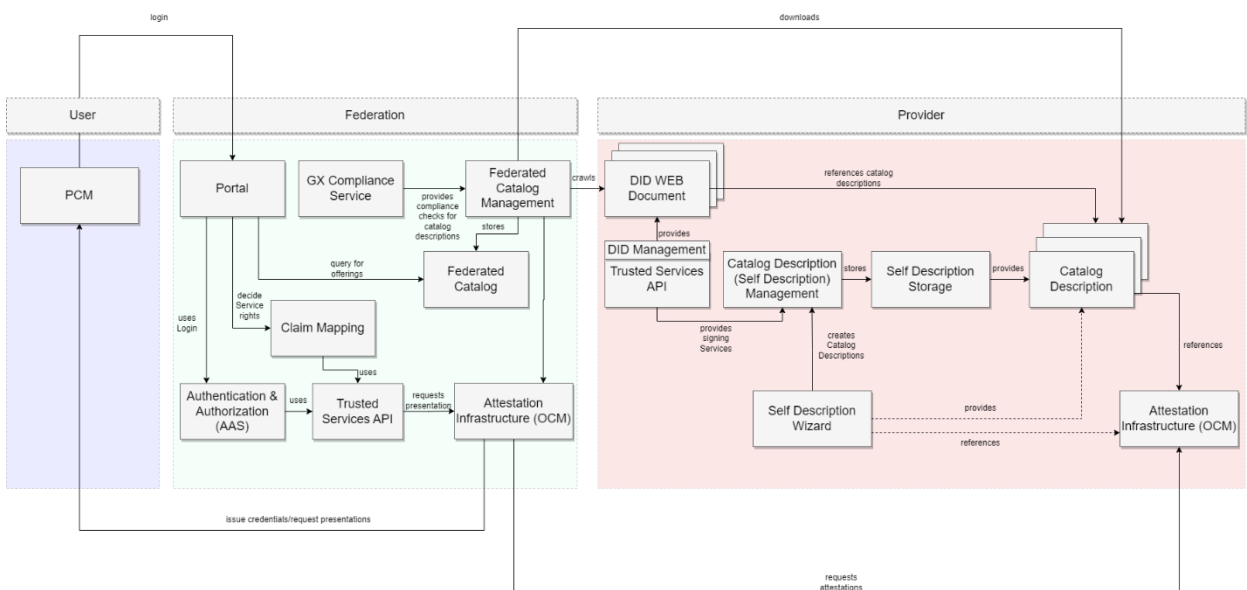 login
downloads
User
Federation
Provider
PCM
Portal
GX Compliance
Service
provides
compliance
checks for
catalog
descriptions
Federated
Catalog
Management
crawls
DID WEB
Document
references catalog
descriptions
stores
provides
query for
offerings
Federated
Catalog
DID Management
Trusted Services
API
Catalog Description
(Self Description)
Management
stores
Self Description
Storage
provides
Catalog
Description
decide
Service
rights
uses
Login
Claim Mapping
provides
signing
Services
creates
Catalog
Descriptions
references
uses
Authentication &
Authorization
(AAS)
uses
Trusted
Services API
requests
presentation
Attestation
Infrastructure (OCM)
Self Description
Wizard
provides
references
Attestation
Infrastructure (OCM)
issue credentials/request presentations
requests
attestations